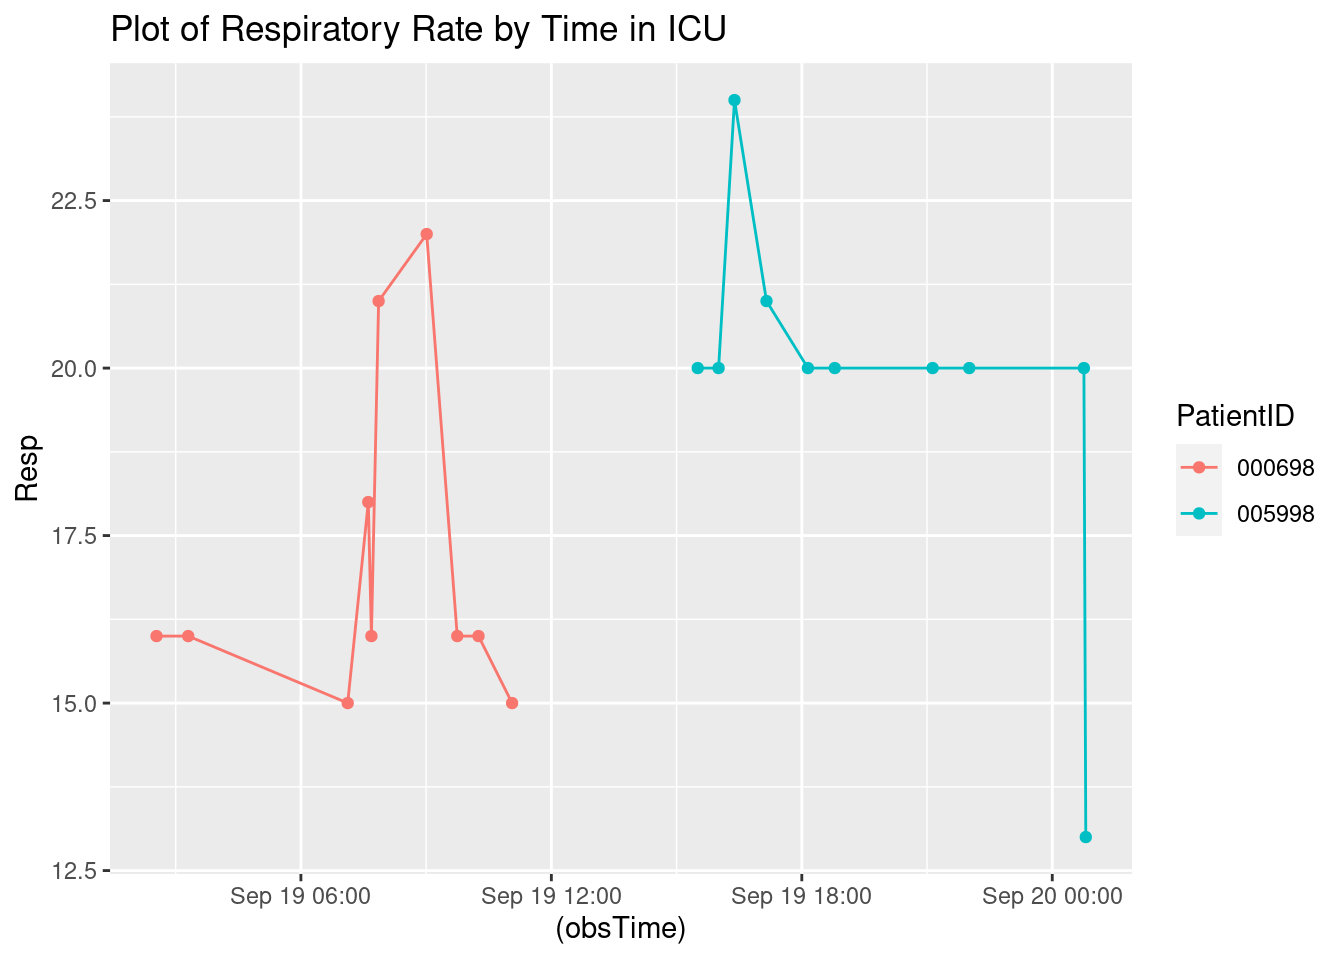 Plot of Respiratory Rate by Time in ICU
22.5
20.0
17.5
15.0
12.5
Resp
Sep 19 06:00 Sep 19 12:00 Sep 19 18:00 Sep 20 00:00
(obsTime)
PatientID
000698
005998